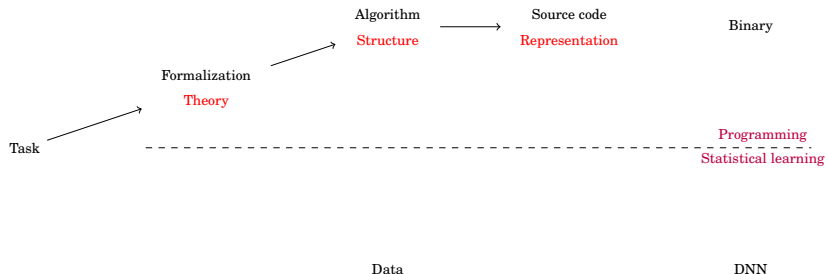 Algorithm
Structure
Source code
Representation
Binary
Formalization
Theory
Task
Programming
Statistical learning
Data
DNN